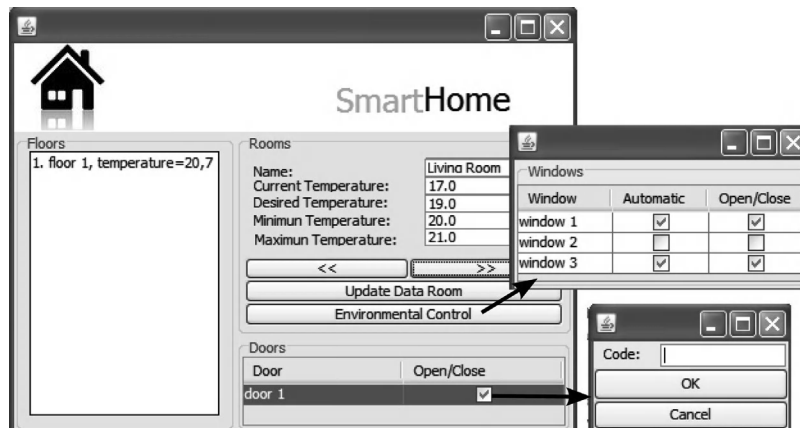 SmartHome
Floors
1. floor 1, temperature=20,7
Rooms
Name: Living Room
Current Temperature: 17.0
Desired Temperature: 19.0
Minimun Temperature: 20.0
Maximun Temperature: 21.0
<< >>
Update Data Room
Environmental Control
Doors
Door Open/Close
door 1
Windows
Window Automatic Open/Close
window 1
window 2
window 3
Code:
OK
Cancel